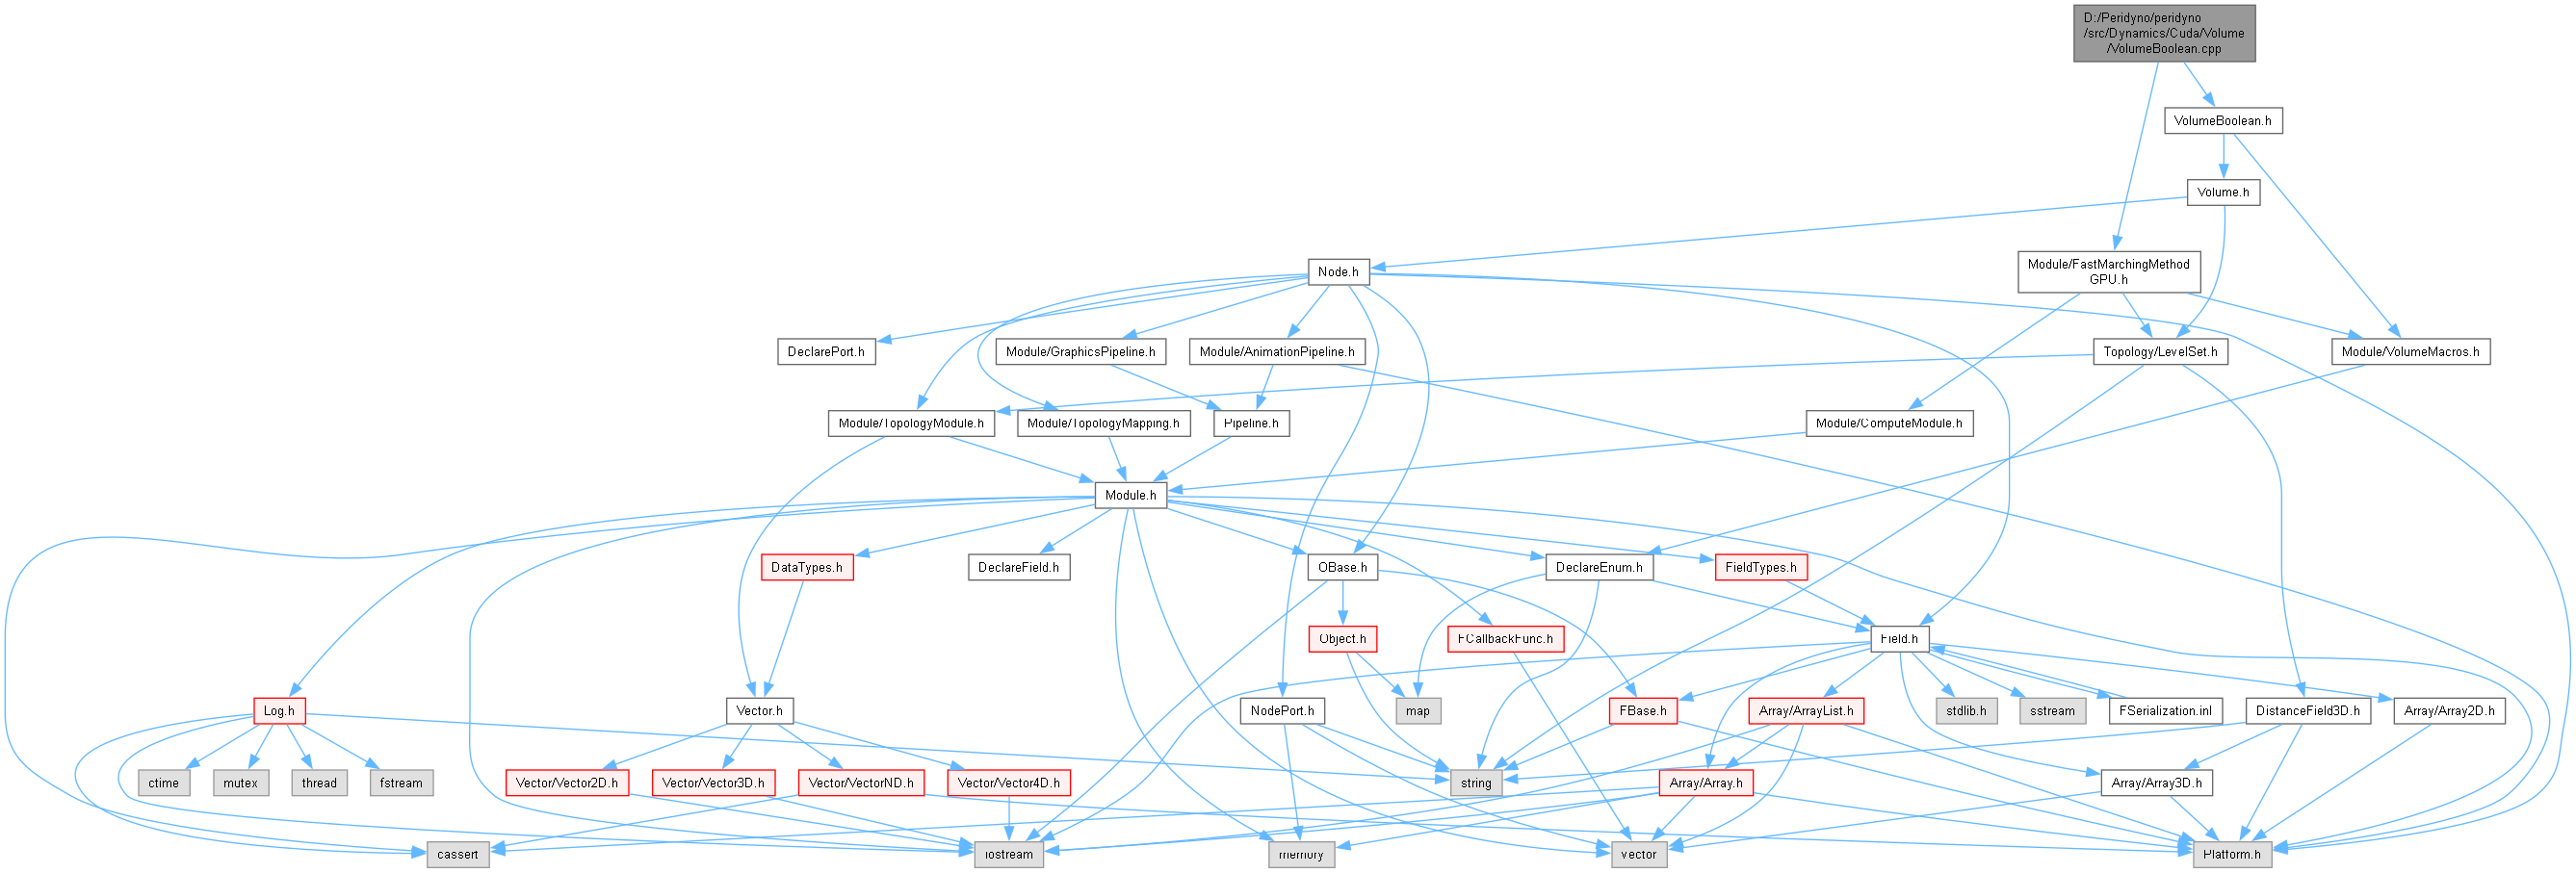 D:/Peridyno/peridyno
/src/Dynamics/Cuda/Volume
/VolumeBoolean.cpp
VolumeBoolean.h
Volume.h
Node.h
Module/FastMarchingMethod
GPU.h
DeclarePort.h
Module/GraphicsPipeline.h
Module/AnimationPipeline.h
Topology/LevelSet.h
Module/VolumeMacros.h
Module/TopologyModule.h
Module/TopologyMapping.h
Pipeline.h
Module/ComputeModule.h
Module.h
DataTypes.h
DeclareField.h
OBase.h
DeclareEnum.h
FieldTypes.h
Object.h
FCallbackFunc.h
Field.h
Log.h
Vector.h
NodePort.h
map
FBase.h
Array/ArrayList.h
stdlib.h
sstream
FSerialization.inl
DistanceField3D.h
Array/Array2D.h
ctime
mutex
thread
fstream
Vector/Vector2D.h
Vector/Vector3D.h
Vector/VectorND.h
Vector/Vector4D.h
string
Array/Array.h
Array/Array3D.h
cassert
iostream
memory
vector
Platform.h